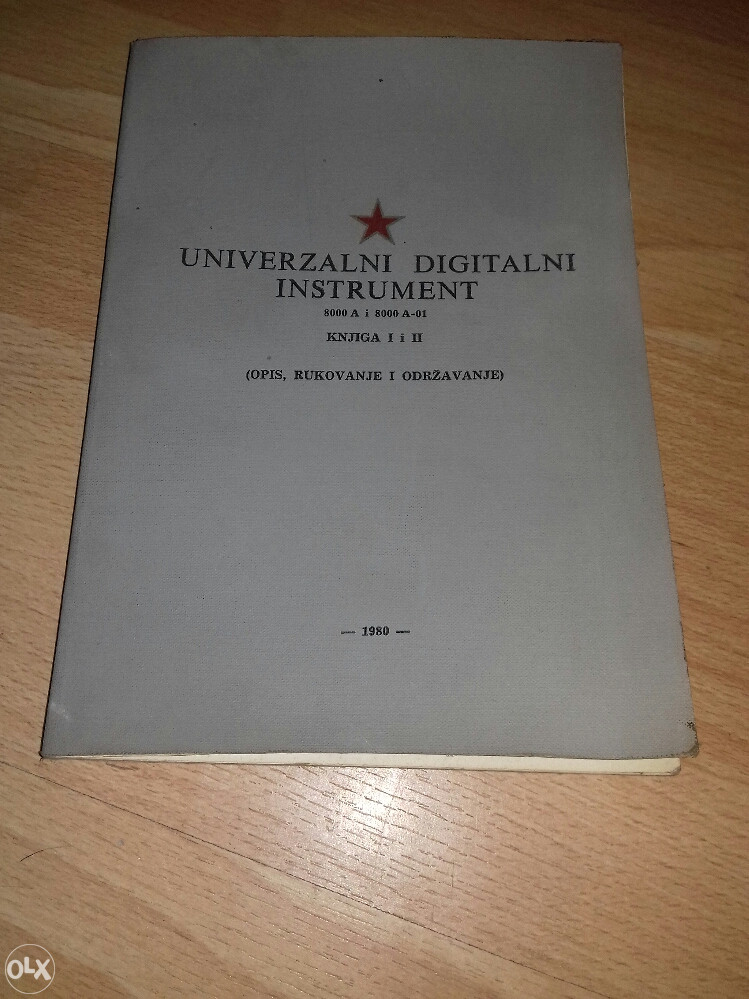 UNIVERZALNI DIGITALNI
INSTRUMENT
8000 A i 8000 A-01
KNJIGA I i II
(OPIS, RUKOVANJE I ODRŽAVANJE)
— 1980 —
OLX